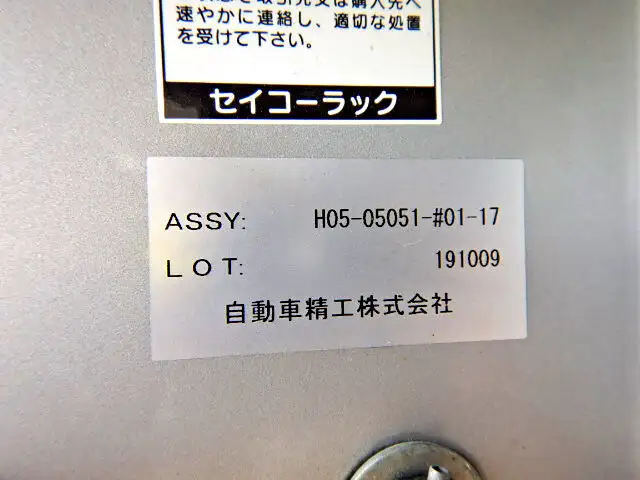 速やかに連絡し、適切な処置
を受けて下さい。
セイコーラック
ASSY: H05-05051-#01-17
LOT: 191009
自動車精工株式会社